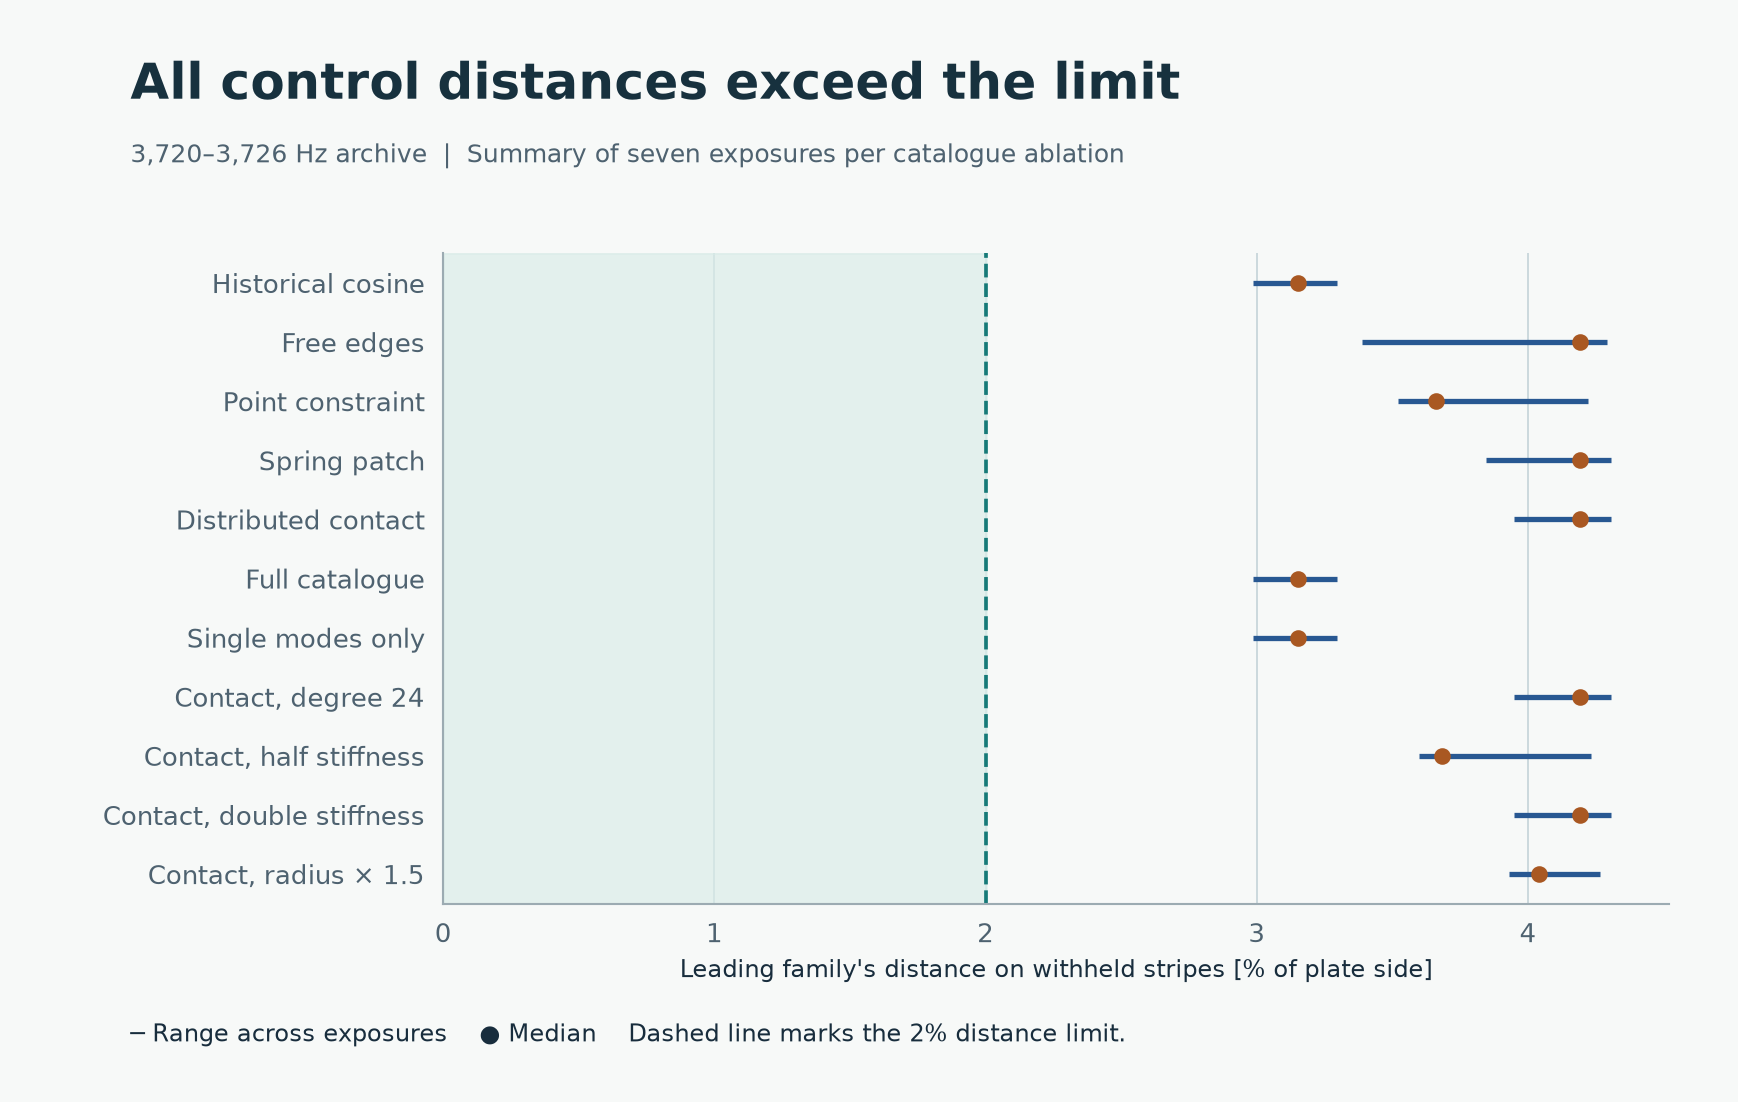 All control distances exceed the limit
3,720–3,726 Hz archive | Summary of seven exposures per catalogue ablation
Historical cosine
Free edges
Point constraint
Spring patch
Distributed contact
Full catalogue
Single modes only
Contact, degree 24
Contact, half stiffness
Contact, double stiffness
Contact, radius × 1.5
0 1 2 3 4
Leading family's distance on withheld stripes [% of plate side]
Range across exposures Median Dashed line marks the 2% distance limit.